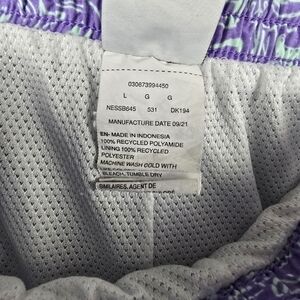 030873994450
L G G
NESSB645 531 DK194
MANUFACTURE DATE 09/21
EN- MADE IN INDONESIA
100% RECYCLED POLYAMIDE
LINING 100% RECYCLED
POLYESTER
MACHINE WASH COLD WITH
BLEACH, TUMBLE DRY
SIMILAIRES, AGENT DE